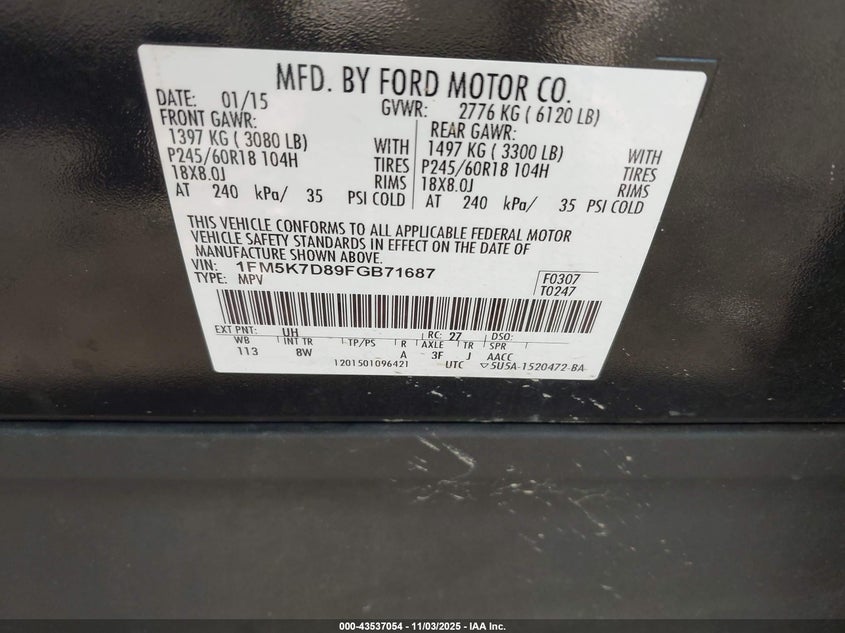 MFD. BY FORD MOTOR CO.
DATE: 01/15 GVWR: 2776 KG ( 6120 LB)
FRONT GAWR: REAR GAWR:
1397 KG ( 3080 LB) WITH 1497 KG ( 3300 LB) WITH
P245/60R18 104H TIRES P245/60R18 104H TIRES
18X8.0J RIMS 18X8.0J RIMS
AT 240 kPa/ 35 PSI COLD AT 240 kPa/ 35 PSI COLD
THIS VEHICLE CONFORMS TO ALL APPLICABLE FEDERAL MOTOR
VEHICLE SAFETY STANDARDS IN EFFECT ON THE DATE OF
MANUFACTURE SHOWN ABOVE.
VIN: 1FM5K7D89FGB71687 F0307
TYPE: MPV T0247
EXT PNT: UH RC: 27 DSO:
WB INT TR TP/PS R AXLE TR SPR
113 8W A 3F J AACC
1201501096421 UTC ▽5U5A-1520472-BA
000-43537054 - 11/03/2025 - IAA Inc.